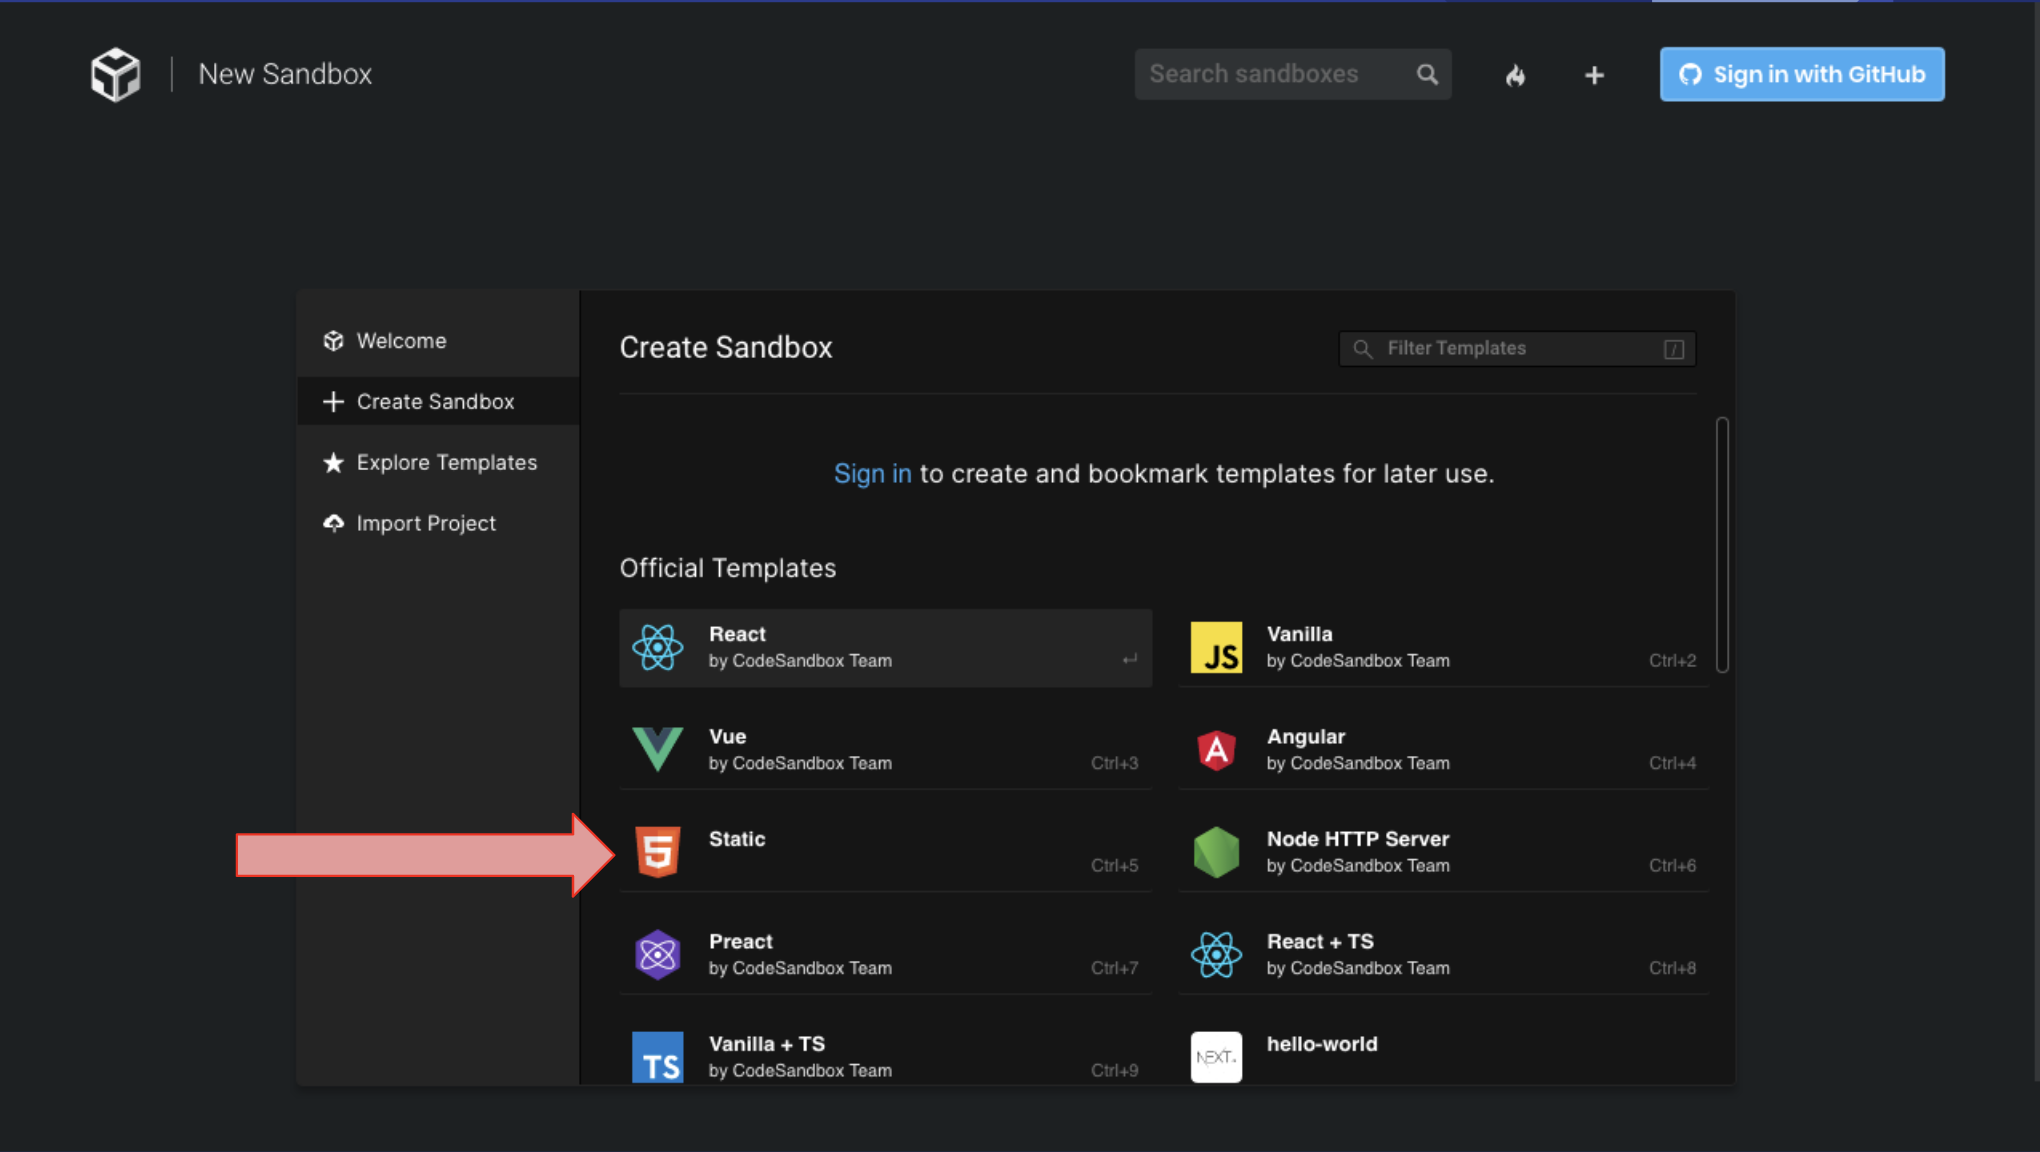 New Sandbox
Search sandboxes
Sign in with GitHub
Welcome
Create Sandbox
Explore Templates
Import Project
Create Sandbox
Filter Templates
/
Sign in to create and bookmark templates for later use.
Official Templates
React
by CodeSandbox Team
JS
Vanilla
by CodeSandbox Team
Ctrl+2
Vue
by CodeSandbox Team
Ctrl+3
A
Angular
by CodeSandbox Team
Ctrl+4
5
Static
Ctrl+5
Node HTTP Server
by CodeSandbox Team
Ctrl+6
Preact
by CodeSandbox Team
Ctrl+7
React + TS
by CodeSandbox Team
Ctrl+8
TS
Vanilla + TS
by CodeSandbox Team
Ctrl+9
NEXT.
hello-world